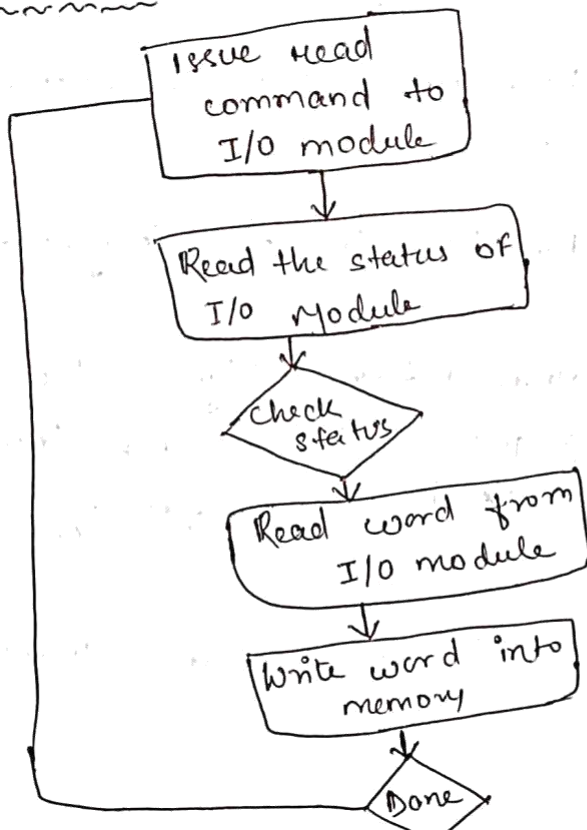 Issue read
command to
I/O module
Read the status of
I/O Module
Check
status
Read word from
I/O module
Write word into
memory
Done